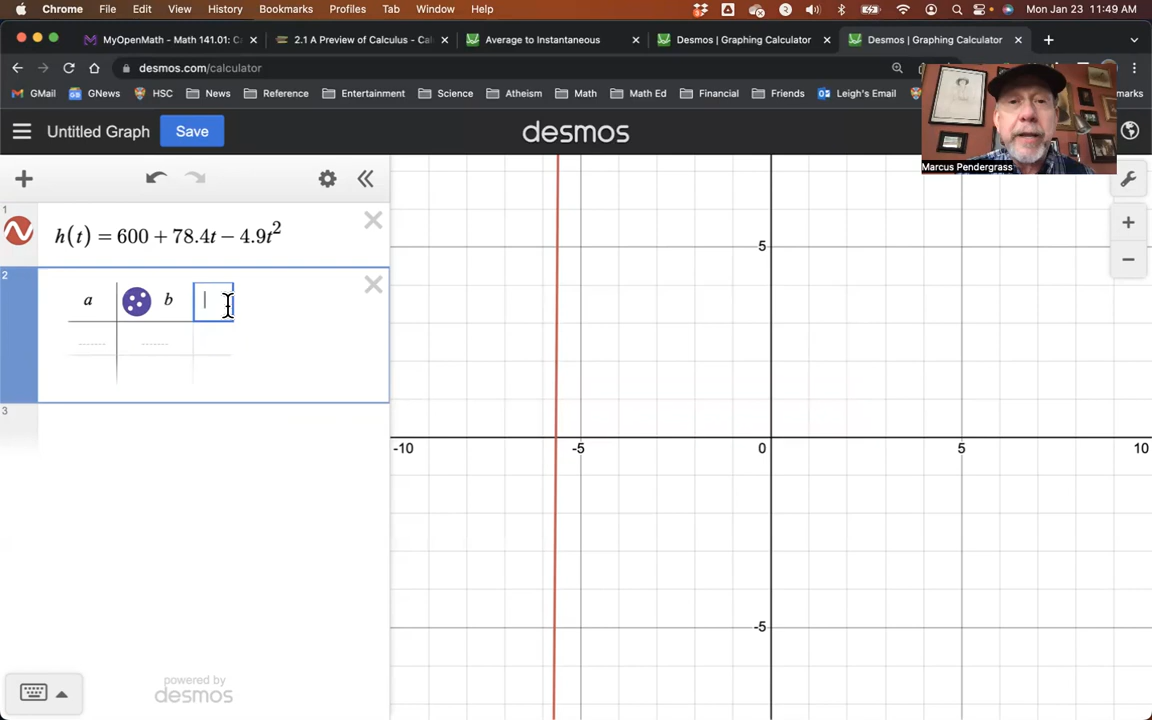 Chrome File Edit View History Bookmarks Profiles Tab Window Help Mon Jan 23 11:49 AM
MyOpenMath - Math 141.01: C 2.1 A Preview of Calculus - Cal Average to Instantaneous Desmos | Graphing Calculator Desmos | Graphing Calculator
desmos.com/calculator
GMail GNews HSC News Reference Entertainment Science Atheism Math Math Ed Financial Friends Leigh's Email hmarks
Marcus Pendergrass
Untitled Graph Save desmos
1
h(t) = 600 + 78.4t − 4.9t²
2
a b
3
5
-10 -5 0 5 10
-5
powered by
desmos